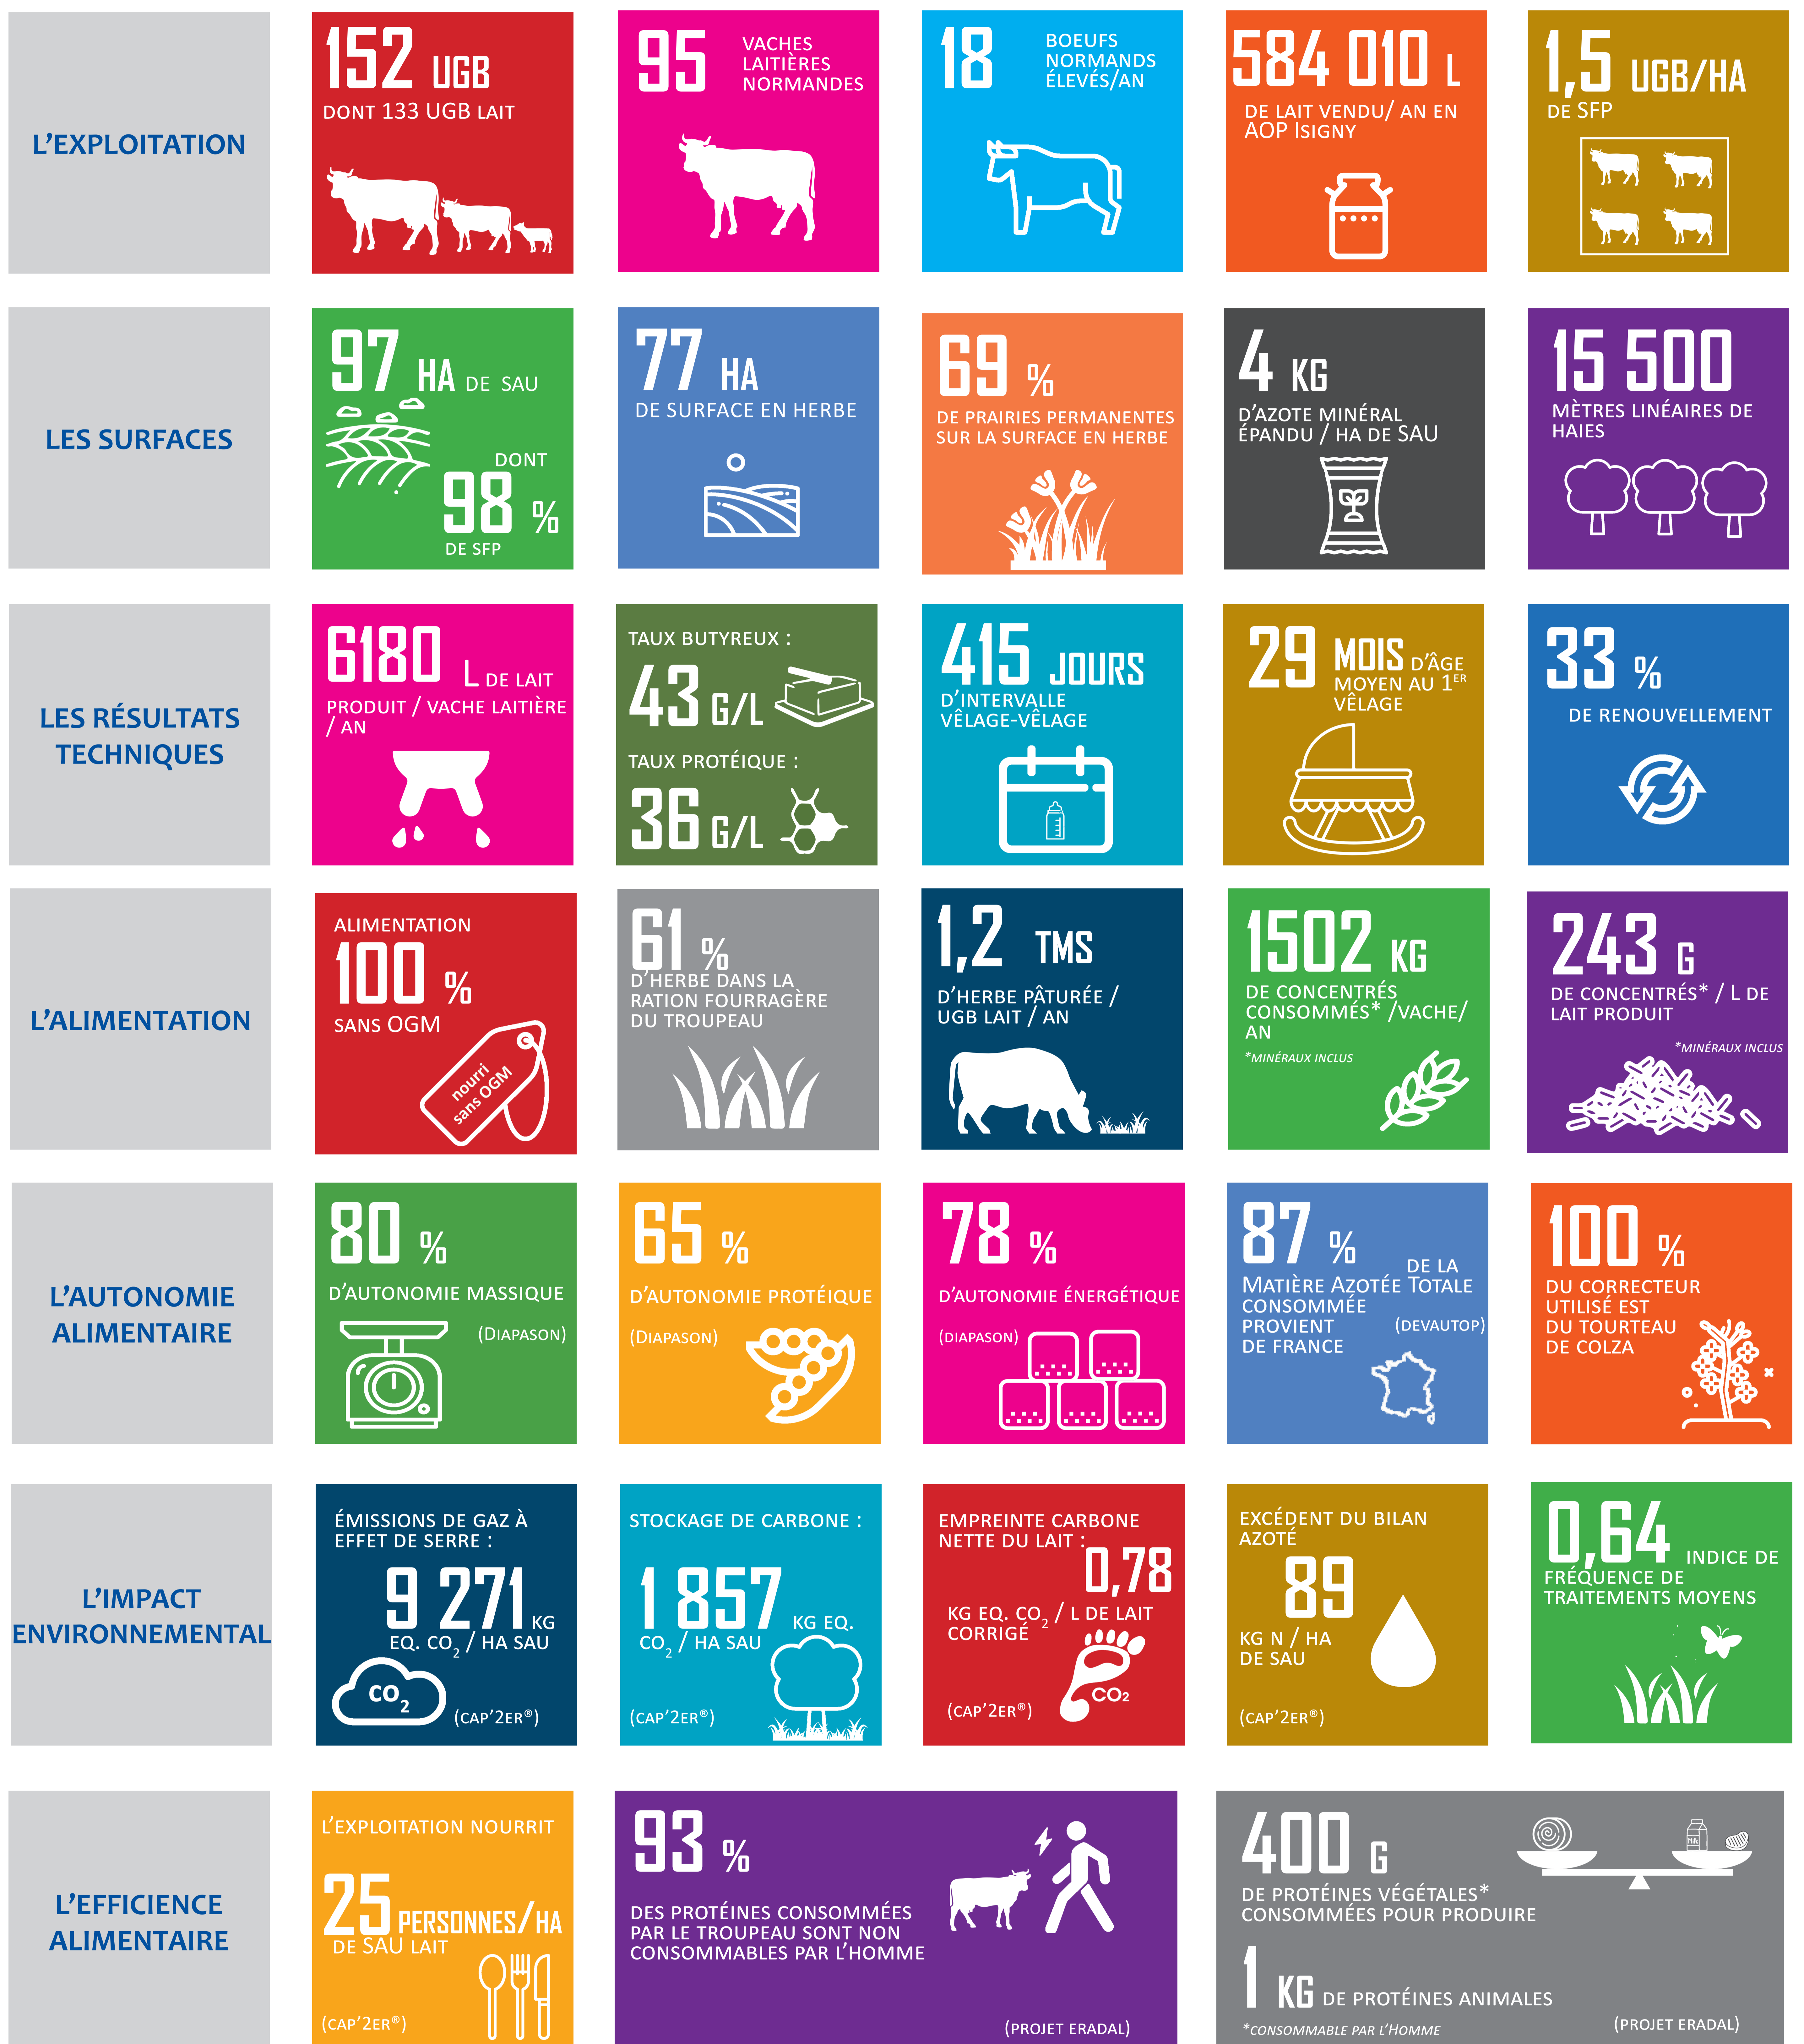 L'EXPLOITATION
152 UGB
DONT 133 UGB LAIT
95 VACHES
LAITIÈRES
NORMANDES
18 BOEUFS
NORMANDS
ÉLEVÉS/AN
584 010 L
DE LAIT VENDU/ AN EN
AOP ISIGNY
1,5 UGB/HA
DE SFP
LES SURFACES
97 HA DE SAU
DONT
98 %
DE SFP
77 HA
DE SURFACE EN HERBE
69 %
DE PRAIRIES PERMANENTES
SUR LA SURFACE EN HERBE
4 KG
D'AZOTE MINÉRAL
ÉPANDU / HA DE SAU
15 500
MÈTRES LINÉAIRES DE
HAIES
LES RÉSULTATS
TECHNIQUES
6180 L DE LAIT
PRODUIT / VACHE LAITIÈRE
/ AN
TAUX BUTYREUX :
43 G/L
TAUX PROTÉIQUE :
36 G/L
415 JOURS
D'INTERVALLE
VÊLAGE-VÊLAGE
29 MOIS D'ÂGE
MOYEN AU 1ER
VÊLAGE
33 %
DE RENOUVELLEMENT
L'ALIMENTATION
ALIMENTATION
100 %
SANS OGM
nourri
sans OGM
61 %
D'HERBE DANS LA
RATION FOURRAGÈRE
DU TROUPEAU
1,2 TMS
D'HERBE PÂTURÉE /
UGB LAIT / AN
1502 KG
DE CONCENTRÉS
CONSOMMÉS* /VACHE/
AN
*MINÉRAUX INCLUS
243 G
DE CONCENTRÉS* / L DE
LAIT PRODUIT
*MINÉRAUX INCLUS
L'AUTONOMIE
ALIMENTAIRE
80 %
D'AUTONOMIE MASSIQUE
(DIAPASON)
65 %
D'AUTONOMIE PROTÉIQUE
(DIAPASON)
78 %
D'AUTONOMIE ÉNERGÉTIQUE
(DIAPASON)
87 % DE LA
MATIÈRE AZOTÉE TOTALE
CONSOMMÉE
PROVIENT (DEVAUTOP)
DE FRANCE
100 %
DU CORRECTEUR
UTILISÉ EST
DU TOURTEAU
DE COLZA
L'IMPACT
ENVIRONNEMENTAL
ÉMISSIONS DE GAZ À
EFFET DE SERRE :
9 271 KG
EQ. CO2 / HA SAU
CO2
(CAP'2ER®)
STOCKAGE DE CARBONE :
1 857 KG EQ.
CO2 / HA SAU
(CAP'2ER®)
EMPREINTE CARBONE
NETTE DU LAIT :
0,78
KG EQ. CO2 / L DE LAIT
CORRIGÉ
CO2
(CAP'2ER®)
EXCÉDENT DU BILAN
AZOTÉ
89
KG N / HA
DE SAU
(CAP'2ER®)
0,64 INDICE DE
FRÉQUENCE DE
TRAITEMENTS MOYENS
L'EFFICIENCE
ALIMENTAIRE
L'EXPLOITATION NOURRIT
25 PERSONNES/HA
DE SAU LAIT
(CAP'2ER®)
93 %
DES PROTÉINES CONSOMMÉES
PAR LE TROUPEAU SONT NON
CONSOMMABLES PAR L'HOMME
(PROJET ERADAL)
400 G
Milk
DE PROTÉINES VÉGÉTALES*
CONSOMMÉES POUR PRODUIRE
1 KG DE PROTÉINES ANIMALES
*CONSOMMABLE PAR L'HOMME
(PROJET ERADAL)